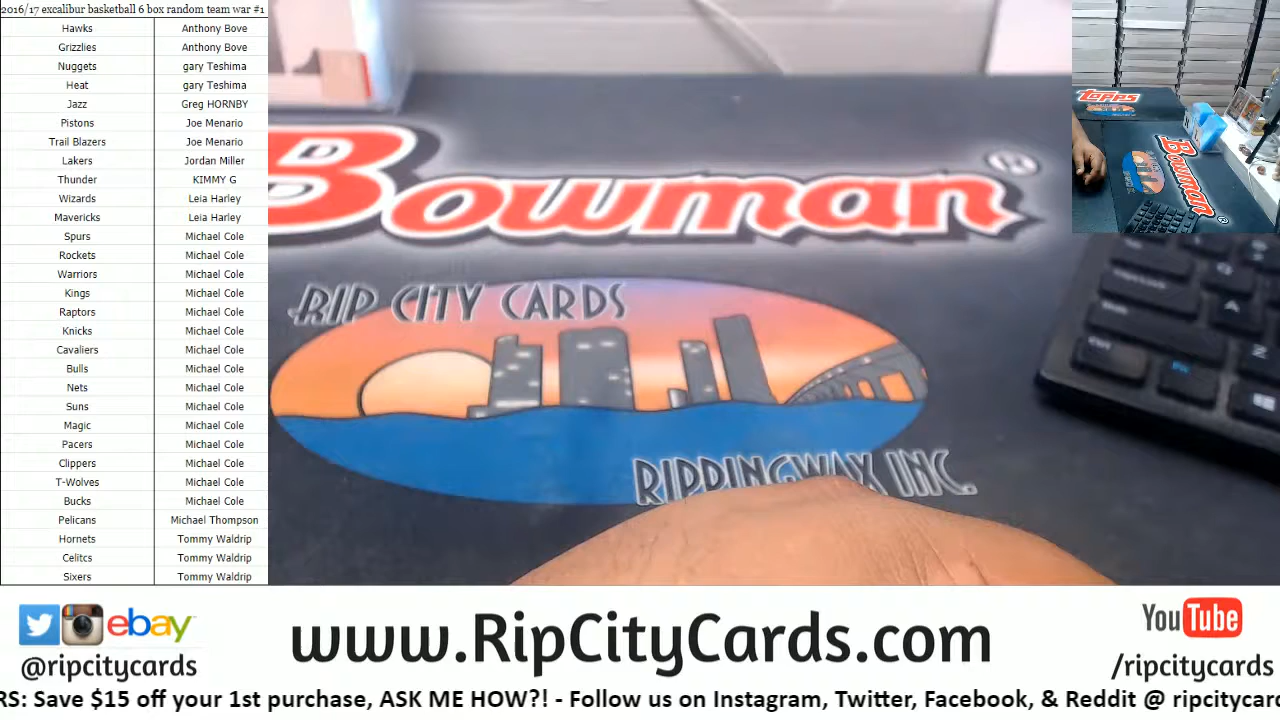 2016/17 excalibur basketball 6 box random team war #1
Hawks Anthony Bove
Grizzlies Anthony Bove
Nuggets gary Teshima
Heat gary Teshima
Jazz Greg HORNBY
Pistons Joe Menario
Trail Blazers Joe Menario
Lakers Jordan Miller
Thunder KIMMY G
Wizards Leia Harley
Mavericks Leia Harley
Spurs Michael Cole
Rockets Michael Cole
Warriors Michael Cole
Kings Michael Cole
Raptors Michael Cole
Knicks Michael Cole
Cavaliers Michael Cole
Bulls Michael Cole
Nets Michael Cole
Suns Michael Cole
Magic Michael Cole
Pacers Michael Cole
Clippers Michael Cole
T-Wolves Michael Cole
Bucks Michael Cole
Pelicans Michael Thompson
Hornets Tommy Waldrip
Celitcs Tommy Waldrip
Sixers Tommy Waldrip
Bowman®
RIP CITY CARDS
RIPPINGWAX INC.
TOPPS
Bowman®
ebay
@ripcitycards
www.RipCityCards.com
YouTube
/ripcitycards
RS: Save $15 off your 1st purchase, ASK ME HOW?! - Follow us on Instagram, Twitter, Facebook, & Reddit @ ripcitycard